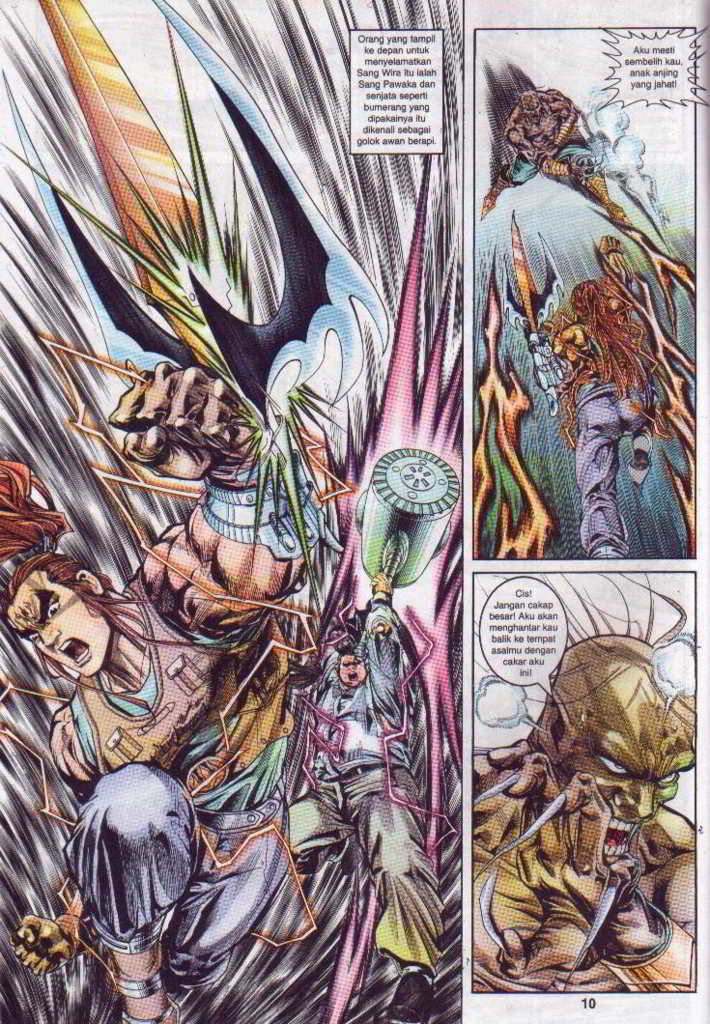 Orang yang tampil
ke depan untuk
menyelamatkan
Sang Wira itu ialah
Sang Pawaka dan
senjata seperti
bumerang yang
dipakainya itu
dikenali sebagai
golok awan berapi.
Aku mesti
sembelih kau,
anak anjing
yang jahat!
Cis!
Jangan cakap
besar! Aku akan
menghantar kau
balik ke tempat
asalmu dengan
cakar aku
ini!
10